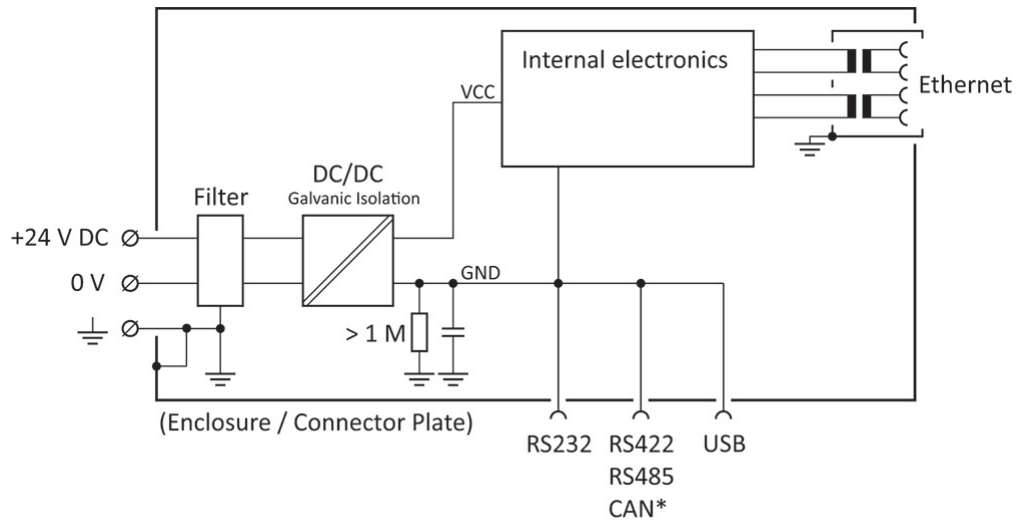 Internal electronics
Ethernet
VCC
DC/DC
Galvanic Isolation
Filter
+24 V DC
0 V
GND
> 1 M
(Enclosure / Connector Plate)
RS232
RS422
USB
RS485
CAN*